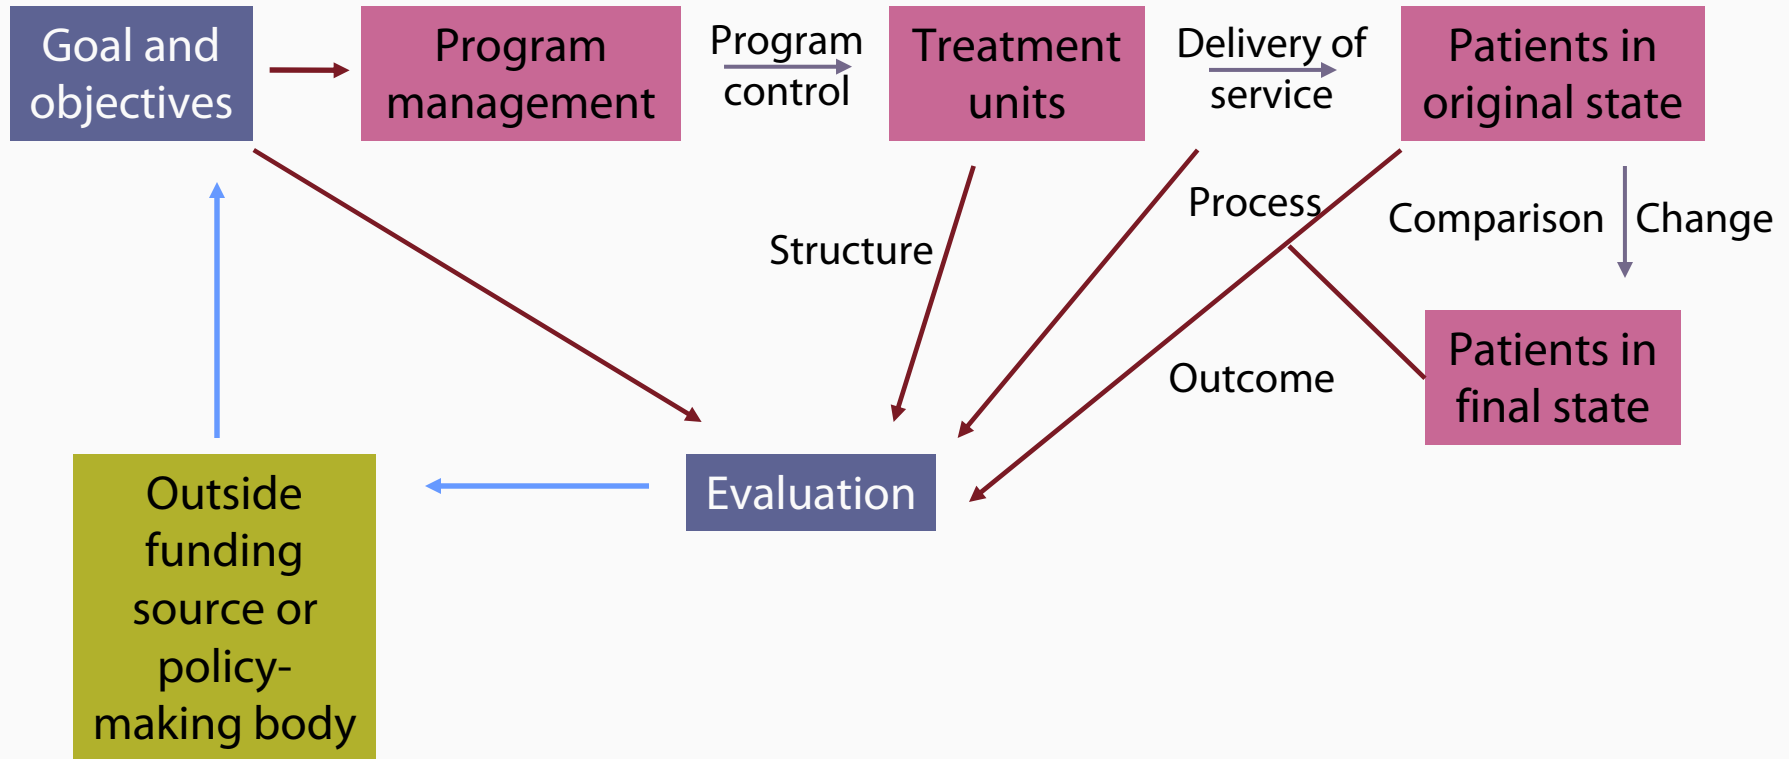 Goal and
objectives
Program
management
Program
control
Treatment
units
Delivery of
service
Patients in
original state
Structure
Process
Comparison
Change
Outcome
Patients in
final state
Evaluation
Outside
funding
source or
policy-
making body